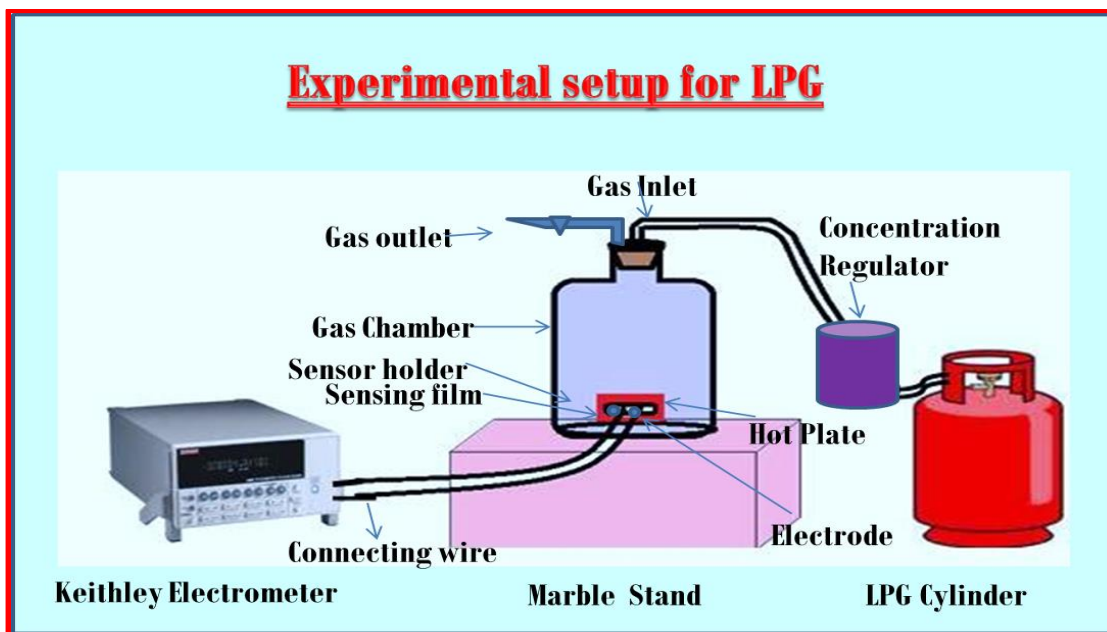 Experimental setup for LPG
Gas Inlet
Gas outlet
Concentration
Regulator
Gas Chamber
Sensor holder
Sensing film
Hot Plate
Electrode
Connecting wire
Keithley Electrometer
Marble Stand
LPG Cylinder